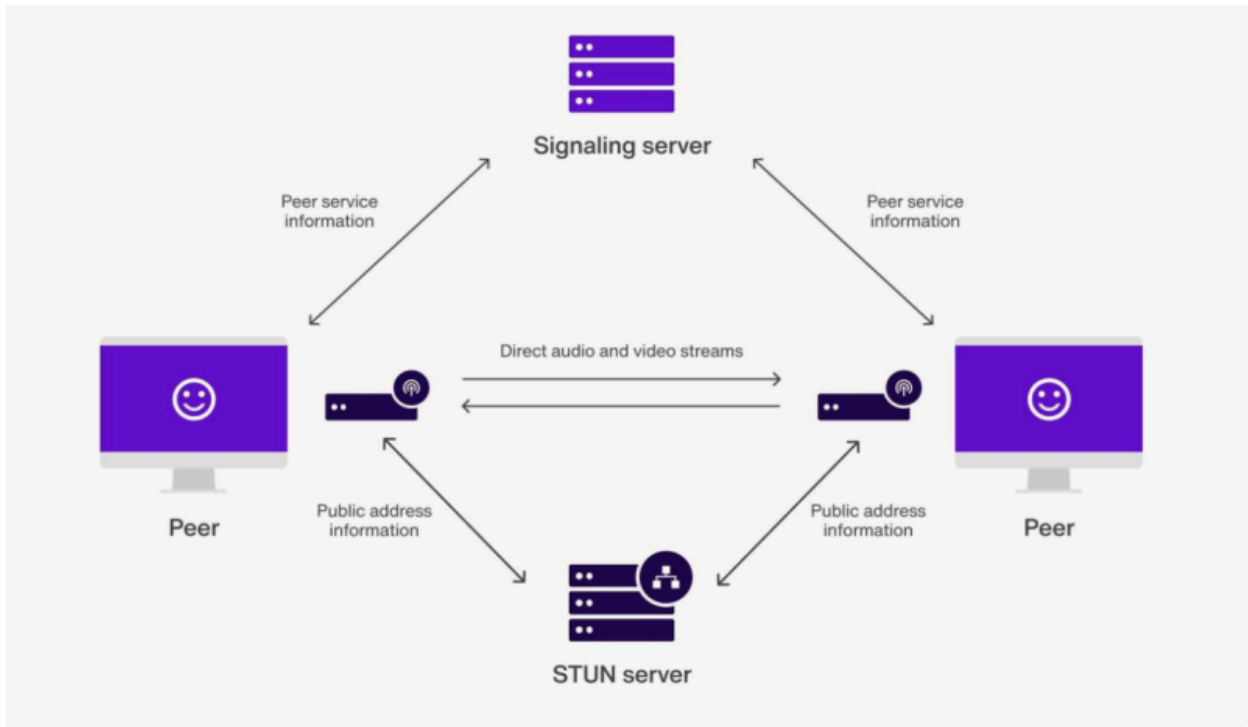 Signaling server
Peer service
information
Peer service
information
Direct audio and video streams
Peer
Peer
Public address
information
Public address
information
STUN server